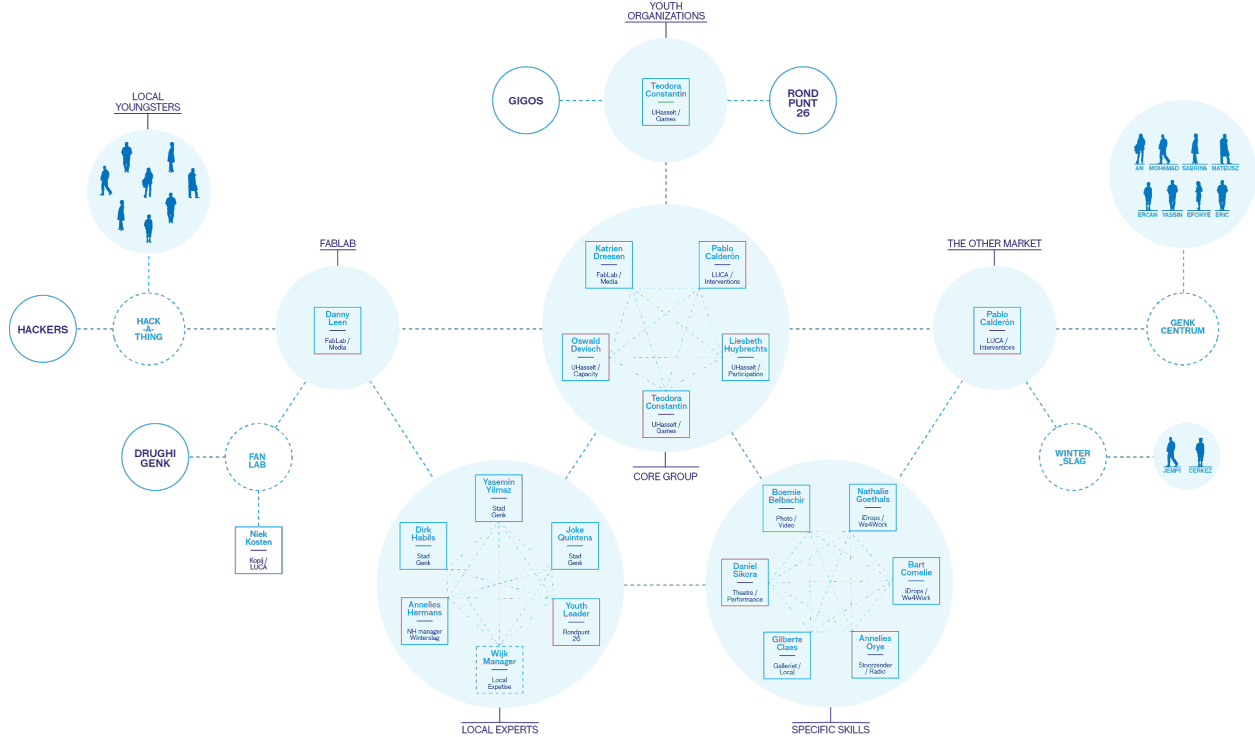 YOUTH
ORGANIZATIONS
GIGOS
Teodora
Constantin
UHasselt /
Games
ROND
PUNT
26
LOCAL
YOUNGSTERS
AN
MOHAMAD
SABRINA
MATEUSZ
ERCAN
YASSIN
EFONYE
ERIC
FABLAB
THE OTHER MARKET
Katrien
Dreesen
FabLab /
Media
Pablo
Calderón
LUCA /
Interventions
HACKERS
HACK
-A-
THING
Danny
Leen
FabLab /
Media
Oswald
Devisch
UHasselt /
Capacity
Liesbeth
Huybrechts
UHasselt /
Participation
Teodora
Constantin
UHasselt /
Games
CORE GROUP
Pablo
Calderón
LUCA /
Interventions
GENK
CENTRUM
DRUGHI
GENK
FAN
LAB
Niek
Kosten
Kopij /
LUCA
WINTER
_SLAG
JEMPI
CERKEZ
Yasemin
Yilmaz
Stad
Genk
Dirk
Habils
Stad
Genk
Joke
Quintens
Stad
Genk
Annelies
Hermans
NH manager
Winterslag
Youth
Leader
Rondpunt
26
Wijk
Manager
Local
Expetise
LOCAL EXPERTS
Boemie
Belbachir
Photo /
Video
Nathalie
Goethals
iDrops /
We4Work
Daniel
Sikora
Theatre /
Performance
Bart
Cornelie
iDrops /
We4Work
Gilberte
Claes
Galleriet /
Local
Annelies
Orye
Stoorzender
/ Radio
SPECIFIC SKILLS